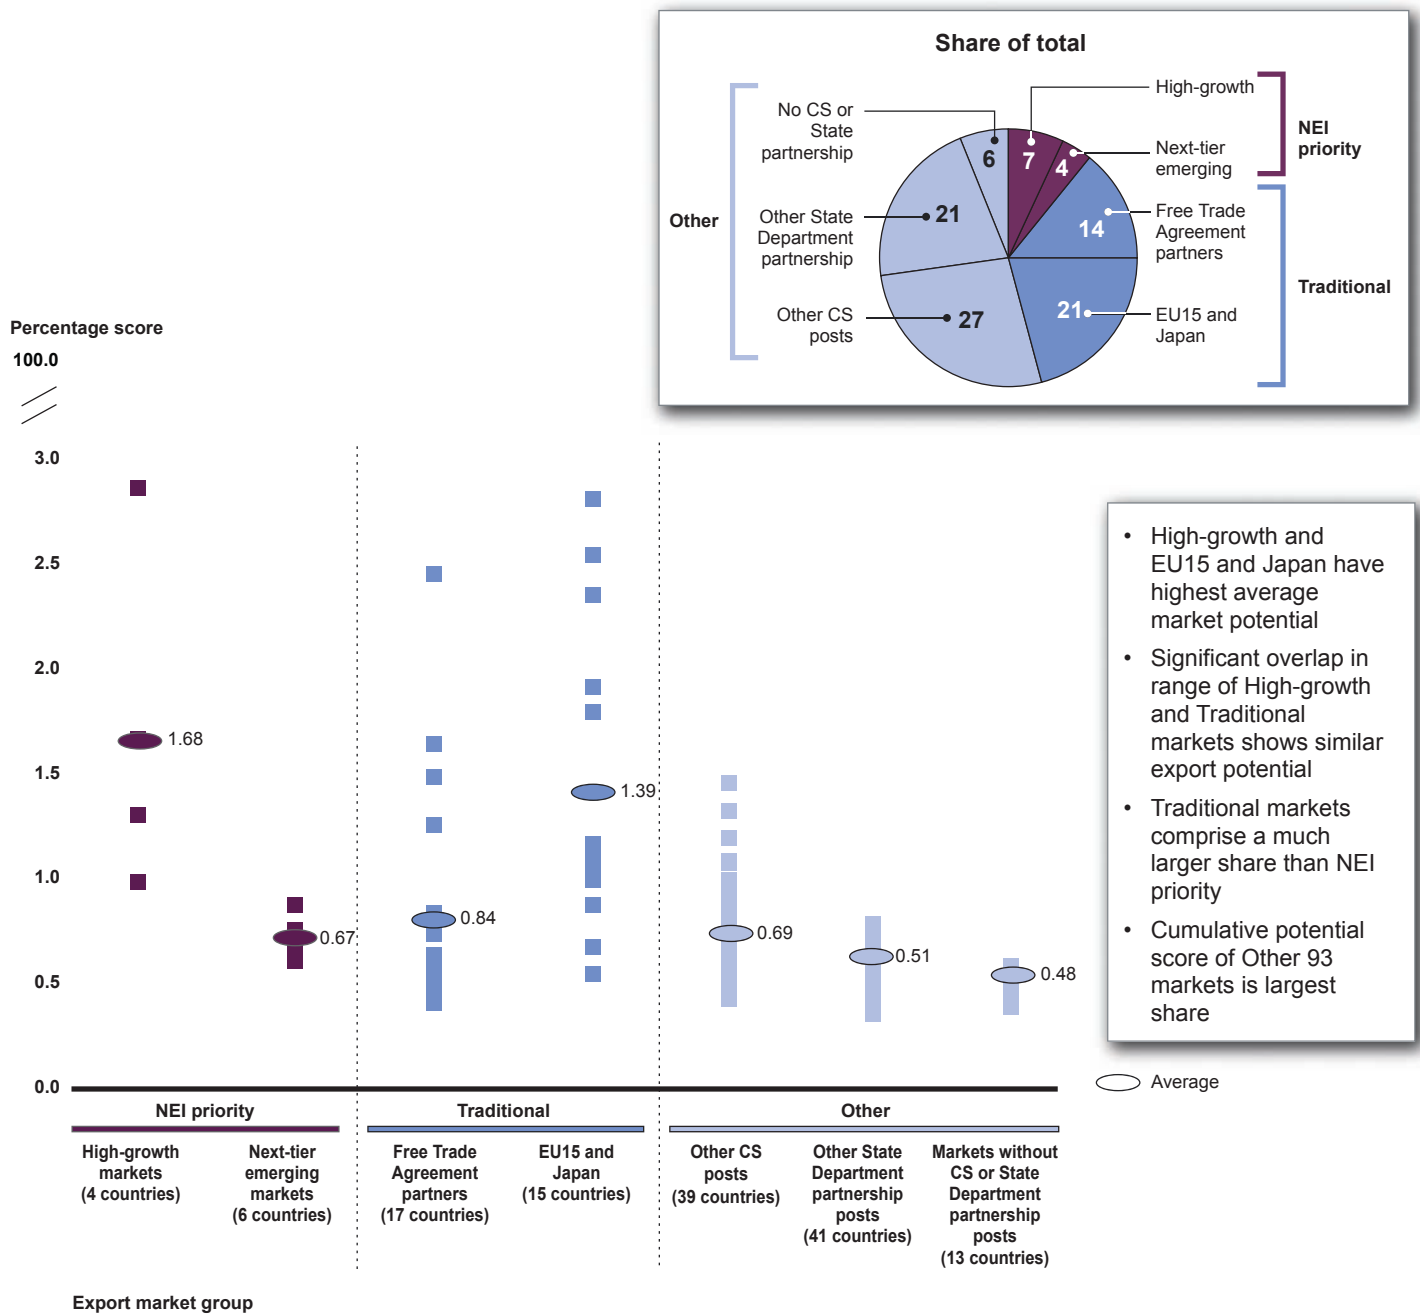 Share of total
High-growth
Next-tier
emerging
NEI
priority
Free Trade
Agreement
partners
EU15 and
Japan
Traditional
No CS or
State
partnership
Other State
Department
partnership
Other CS
posts
Other
6
7
4
14
21
27
21
Percentage score
100.0
3.0
2.5
2.0
1.5
1.0
0.5
0.0
1.68
0.67
0.84
1.39
0.69
0.51
0.48
• High-growth and
EU15 and Japan have
highest average
market potential
• Significant overlap in
range of High-growth
and Traditional
markets shows similar
export potential
• Traditional markets
comprise a much
larger share than NEI
priority
• Cumulative potential
score of Other 93
markets is largest
share
Average
NEI priority
Traditional
Other
High-growth
markets
(4 countries)
Next-tier
emerging
markets
(6 countries)
Free Trade
Agreement
partners
(17 countries)
EU15 and
Japan
(15 countries)
Other CS
posts
(39 countries)
Other State
Department
partnership
posts
(41 countries)
Markets without
CS or State
Department
partnership
posts
(13 countries)
Export market group